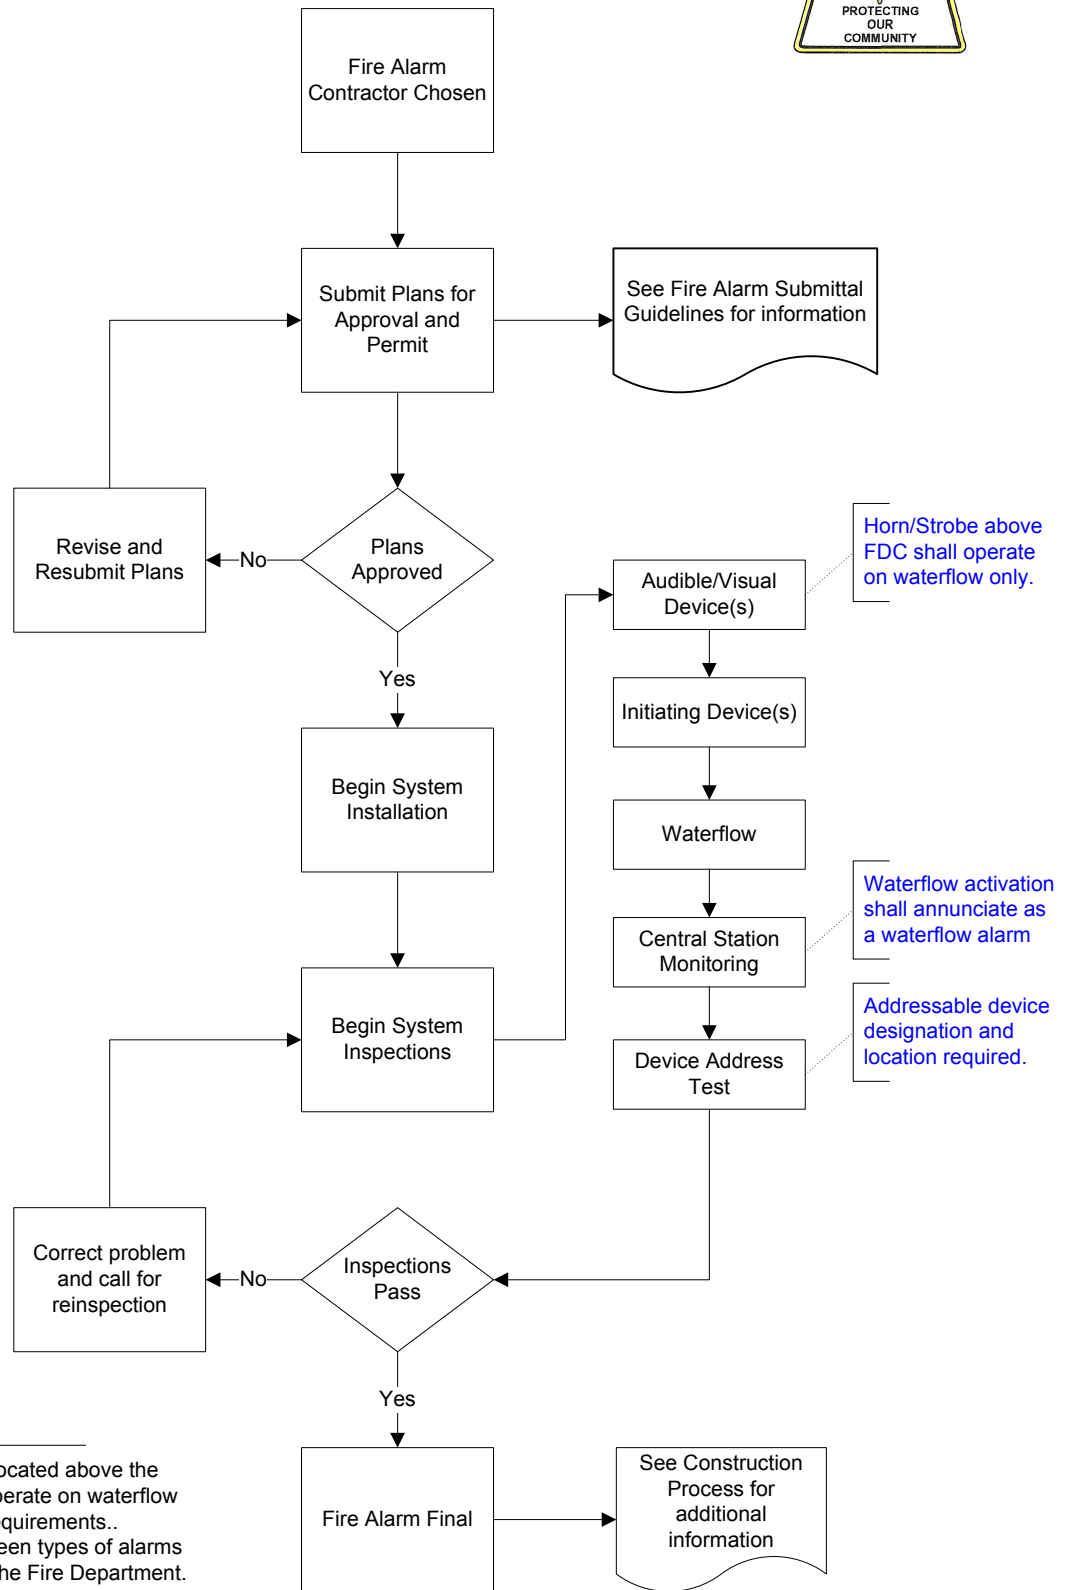 PROTECTING
OUR
COMMUNITY
Fire Alarm
Contractor Chosen
Submit Plans for
Approval and
Permit
See Fire Alarm Submittal
Guidelines for information
Revise and
Resubmit Plans
No
Plans
Approved
Yes
Horn/Strobe above
FDC shall operate
on waterflow only.
Audible/Visual
Device(s)
Initiating Device(s)
Begin System
Installation
Waterflow
Waterflow activation
shall annunciate as
a waterflow alarm
Central Station
Monitoring
Begin System
Inspections
Addressable device
designation and
location required.
Device Address
Test
Correct problem
and call for
reinspection
No
Inspections
Pass
Yes
Fire Alarm Final
See Construction
Process for
additional
information
ocated above the
perate on waterflow
equirements..
een types of alarms
he Fire Department.